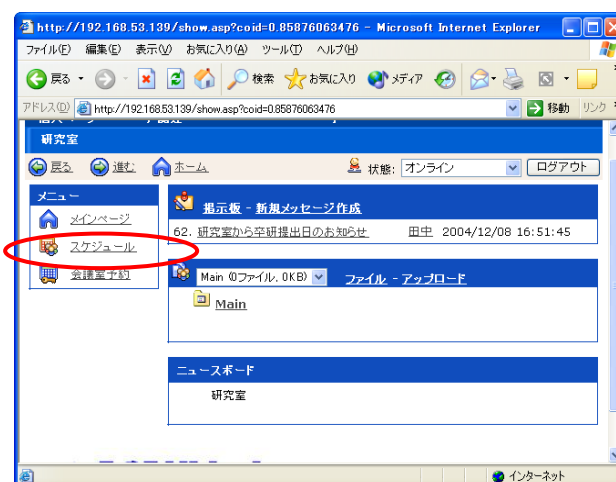 http://192.168.53.139/show.asp?coid=0.85876063476 - Microsoft Internet Explorer
ファイル(F) 編集(E) 表示(V) お気に入り(A) ツール(T) ヘルプ(H)
戻る 検索 お気に入り メディア
アドレス(D) http://192.168.53.139/show.asp?coid=0.85876063476 移動 リンク
研究室
戻る 進む ホーム 状態: オンライン ログアウト
メニュー
メインページ
スケジュール
会議室予約
掲示板 - 新規メッセージ作成
62. 研究室から卒研提出日のお知らせ 田中 2004/12/08 16:51:45
Main (0ファイル, 0KB) ファイル - アップロード
Main
ニュースボード
研究室
インターネット